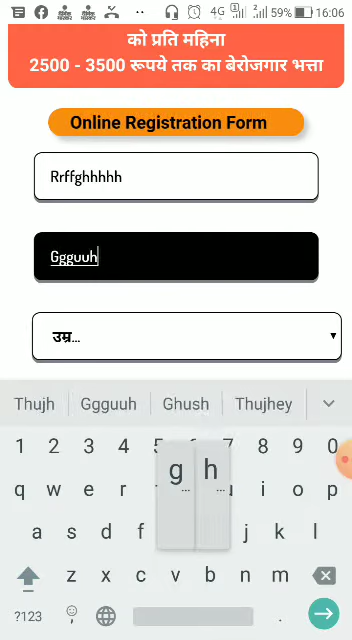 4G 59% 16:06
को प्रति महिना
2500 - 3500 रूपये तक का बेरोजगार भत्ता
Online Registration Form
Rrffghhhhh
Ggguuh
उम्र...
Thujh Ggguuh Ghush Thujhey
1 2 3 4 5 7 8 9 0
g h
q w e r u i o p
a s d f j k l
z x c v b n m
?123 .